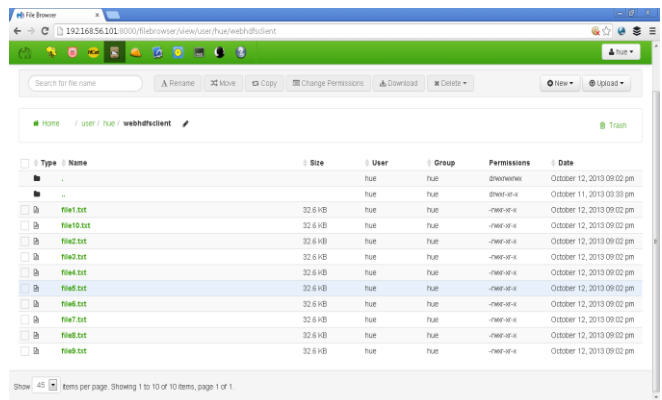 File Browser
192.168.56.101:8000/filebrowser/view/user/hue/webhdfsclient
HCat
hue
Search for file name
A Rename Move Copy Change Permissions Download Delete New Upload
Home / user / hue / webhdfsclient Trash
Type Name Size User Group Permissions Date
. hue hue drwxrwxrwx October 12, 2013 09:02 pm
.. hue hue drwxr-xr-x October 11, 2013 03:33 pm
file1.txt 32.6 KB hue hue -rwxr-xr-x October 12, 2013 09:02 pm
file10.txt 32.6 KB hue hue -rwxr-xr-x October 12, 2013 09:02 pm
file2.txt 32.6 KB hue hue -rwxr-xr-x October 12, 2013 09:02 pm
file3.txt 32.6 KB hue hue -rwxr-xr-x October 12, 2013 09:02 pm
file4.txt 32.6 KB hue hue -rwxr-xr-x October 12, 2013 09:02 pm
file5.txt 32.6 KB hue hue -rwxr-xr-x October 12, 2013 09:02 pm
file6.txt 32.6 KB hue hue -rwxr-xr-x October 12, 2013 09:02 pm
file7.txt 32.6 KB hue hue -rwxr-xr-x October 12, 2013 09:02 pm
file8.txt 32.6 KB hue hue -rwxr-xr-x October 12, 2013 09:02 pm
file9.txt 32.6 KB hue hue -rwxr-xr-x October 12, 2013 09:02 pm
Show 45 items per page. Showing 1 to 10 of 10 items, page 1 of 1.